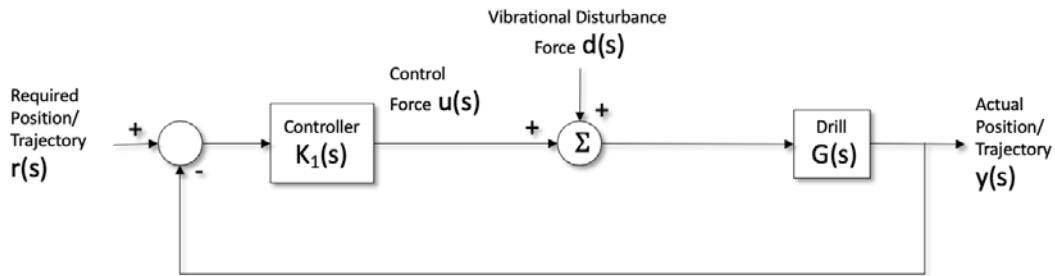 Required
Position/
Trajectory
r(s)
+
-
Controller
K₁(s)
Control
Force u(s)
Vibrational Disturbance
Force d(s)
+
+
Σ
Drill
G(s)
Actual
Position/
Trajectory
y(s)